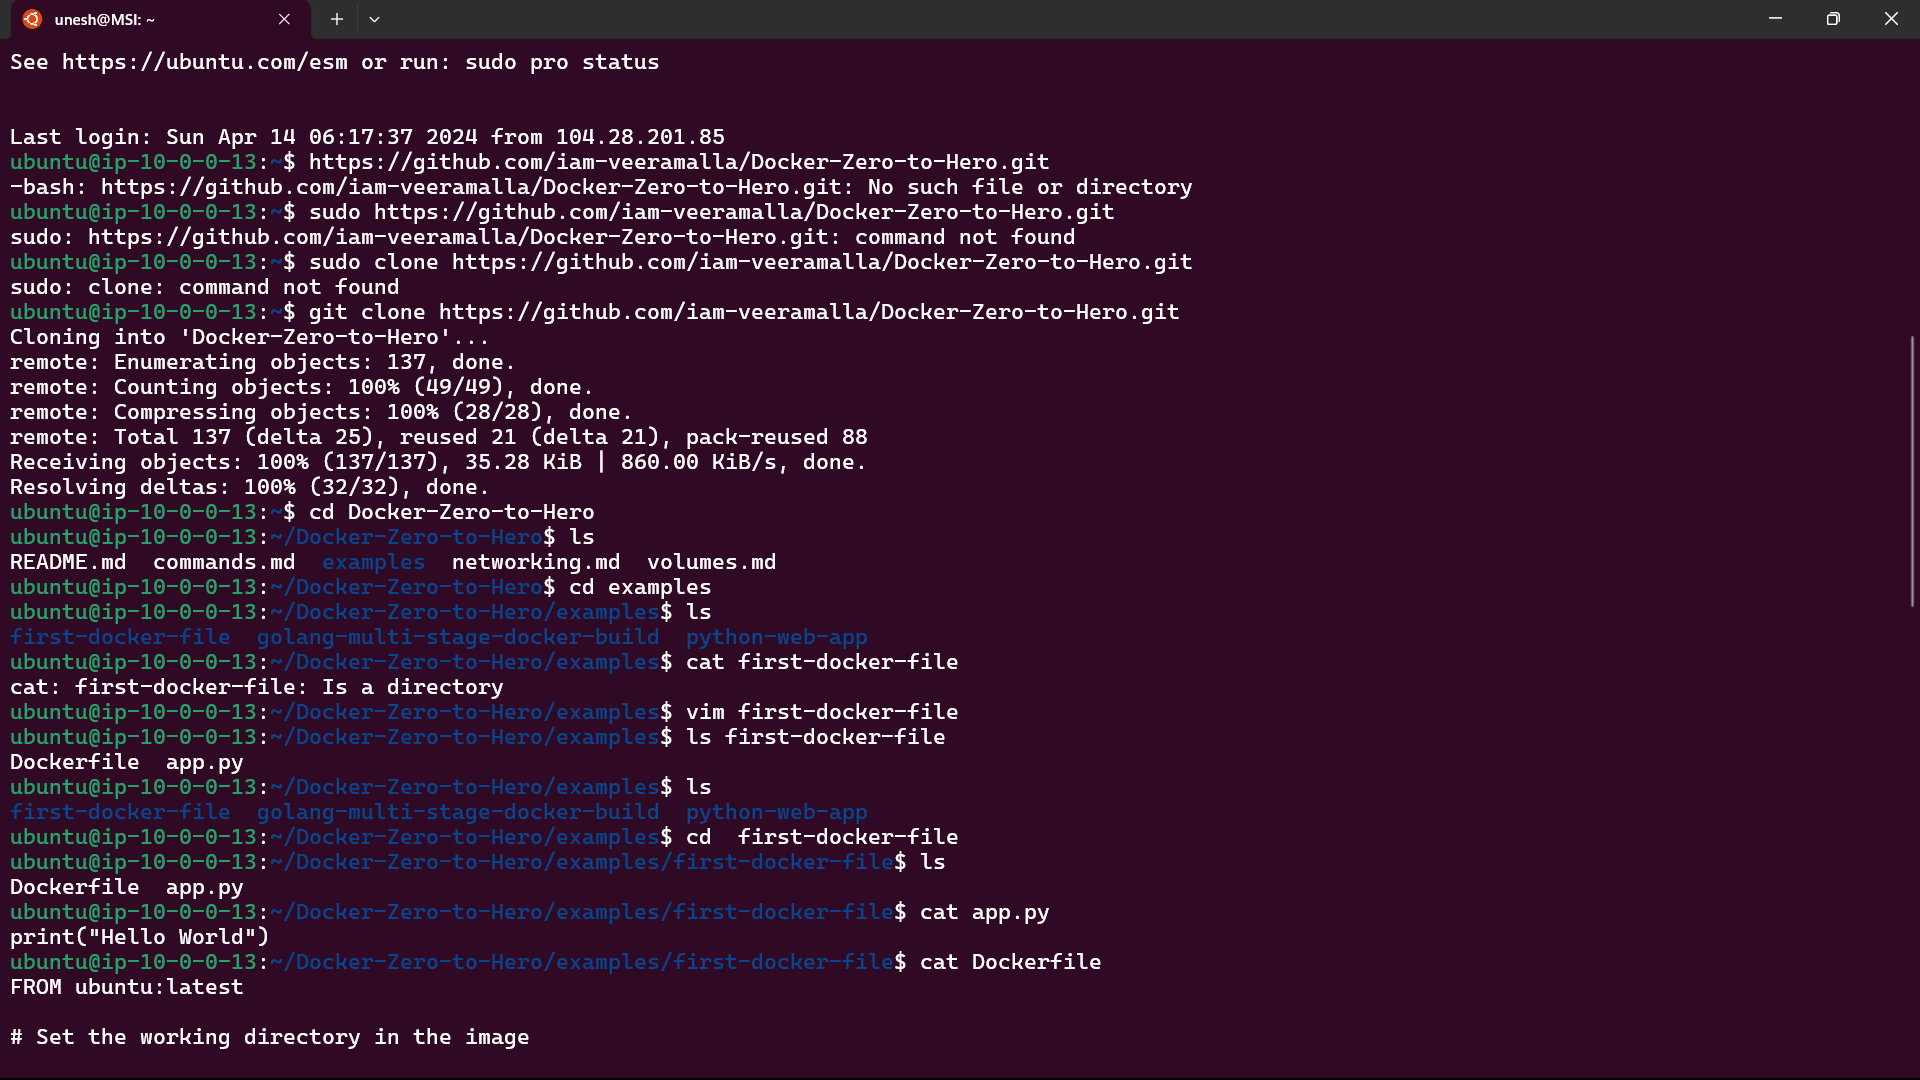 unesh@MSI: ~
See https://ubuntu.com/esm or run: sudo pro status
Last login: Sun Apr 14 06:17:37 2024 from 104.28.201.85
ubuntu@ip-10-0-0-13:~$ https://github.com/iam-veeramalla/Docker-Zero-to-Hero.git
-bash: https://github.com/iam-veeramalla/Docker-Zero-to-Hero.git: No such file or directory
ubuntu@ip-10-0-0-13:~$ sudo https://github.com/iam-veeramalla/Docker-Zero-to-Hero.git
sudo: https://github.com/iam-veeramalla/Docker-Zero-to-Hero.git: command not found
ubuntu@ip-10-0-0-13:~$ sudo clone https://github.com/iam-veeramalla/Docker-Zero-to-Hero.git
sudo: clone: command not found
ubuntu@ip-10-0-0-13:~$ git clone https://github.com/iam-veeramalla/Docker-Zero-to-Hero.git
Cloning into 'Docker-Zero-to-Hero'...
remote: Enumerating objects: 137, done.
remote: Counting objects: 100% (49/49), done.
remote: Compressing objects: 100% (28/28), done.
remote: Total 137 (delta 25), reused 21 (delta 21), pack-reused 88
Receiving objects: 100% (137/137), 35.28 KiB | 860.00 KiB/s, done.
Resolving deltas: 100% (32/32), done.
ubuntu@ip-10-0-0-13:~$ cd Docker-Zero-to-Hero
ubuntu@ip-10-0-0-13:~/Docker-Zero-to-Hero$ ls
README.md  commands.md  examples  networking.md  volumes.md
ubuntu@ip-10-0-0-13:~/Docker-Zero-to-Hero$ cd examples
ubuntu@ip-10-0-0-13:~/Docker-Zero-to-Hero/examples$ ls
first-docker-file  golang-multi-stage-docker-build  python-web-app
ubuntu@ip-10-0-0-13:~/Docker-Zero-to-Hero/examples$ cat first-docker-file
cat: first-docker-file: Is a directory
ubuntu@ip-10-0-0-13:~/Docker-Zero-to-Hero/examples$ vim first-docker-file
ubuntu@ip-10-0-0-13:~/Docker-Zero-to-Hero/examples$ ls first-docker-file
Dockerfile  app.py
ubuntu@ip-10-0-0-13:~/Docker-Zero-to-Hero/examples$ ls
first-docker-file  golang-multi-stage-docker-build  python-web-app
ubuntu@ip-10-0-0-13:~/Docker-Zero-to-Hero/examples$ cd  first-docker-file
ubuntu@ip-10-0-0-13:~/Docker-Zero-to-Hero/examples/first-docker-file$ ls
Dockerfile  app.py
ubuntu@ip-10-0-0-13:~/Docker-Zero-to-Hero/examples/first-docker-file$ cat app.py
print("Hello World")
ubuntu@ip-10-0-0-13:~/Docker-Zero-to-Hero/examples/first-docker-file$ cat Dockerfile
FROM ubuntu:latest
# Set the working directory in the image